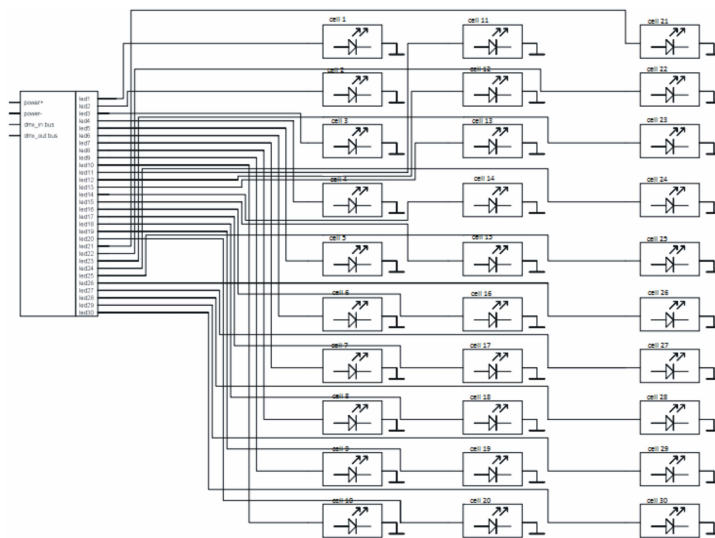 cell 1
cell 11
cell 21
cell 2
cell 12
cell 22
cell 3
cell 13
cell 23
cell 4
cell 14
cell 24
cell 5
cell 15
cell 25
cell 6
cell 16
cell 26
cell 7
cell 17
cell 27
cell 8
cell 18
cell 28
cell 9
cell 19
cell 29
cell 10
cell 20
cell 30
power+
power-
dmx_in bus
dmx_out bus
led1
led2
led3
led4
led5
led6
led7
led8
led9
led10
led11
led12
led13
led14
led15
led16
led17
led18
led19
led20
led21
led22
led23
led24
led25
led26
led27
led28
led29
led30